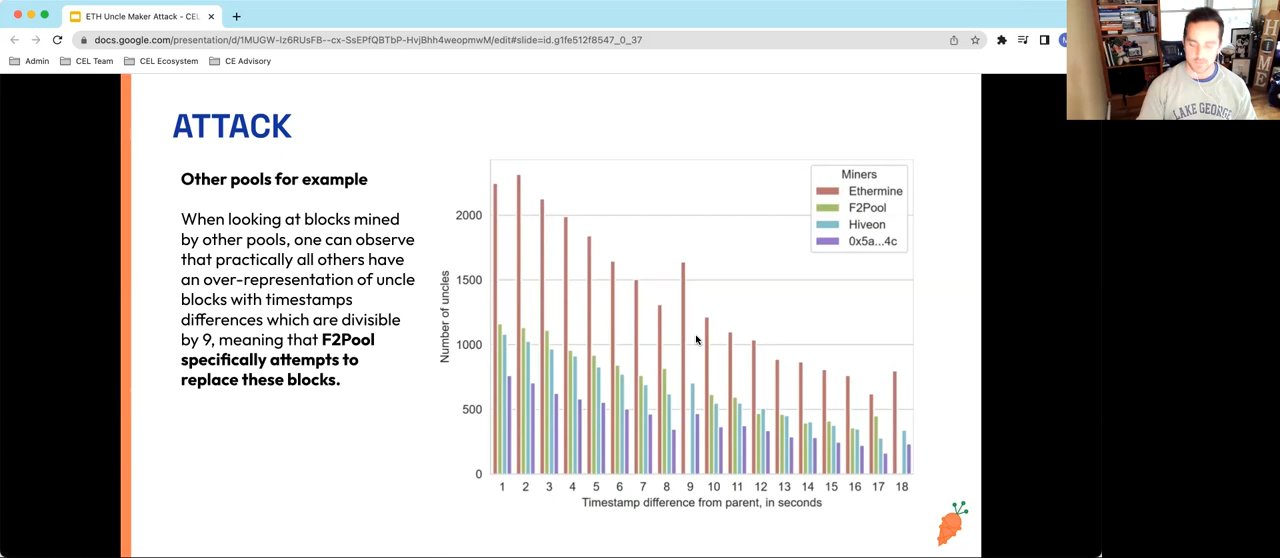 ETH Uncle Maker Attack - CEL
docs.google.com/presentation/d/1MUGW-lz6RUsFB--cx-SsEPfQBTbP-HvjBhh4weopmwM/edit#slide=id.g1fe512f8547_0_37
Admin
CEL Team
CEL Ecosystem
CE Advisory
HOME
LAKE GEORGE
ATTACK
Other pools for example
When looking at blocks mined
by other pools, one can observe
that practically all others have
an over-representation of uncle
blocks with timestamps
differences which are divisible
by 9, meaning that F2Pool
specifically attempts to
replace these blocks.
Miners
Ethermine
F2Pool
Hiveon
0x5a...4c
Number of uncles
2000
1500
1000
500
0
1 2 3 4 5 6 7 8 9 10 11 12 13 14 15 16 17 18
Timestamp difference from parent, in seconds